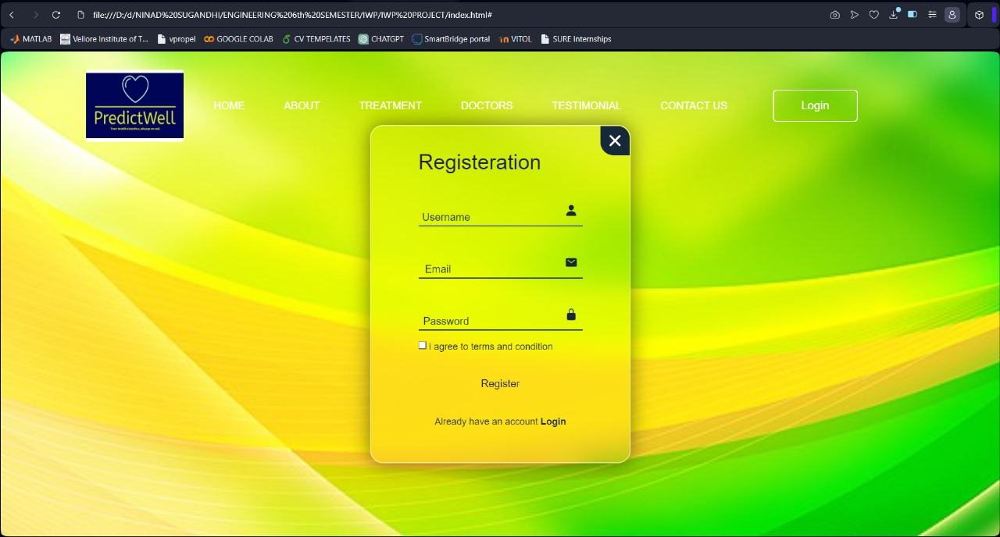 file:///D:/d/NINAD%20SUGANDHI/ENGINEERING%206th%20SEMESTER/IWP/IWP%20PROJECT/index.html#
MATLAB Vellore Institute of T... vpropel GOOGLE COLAB CV TEMPELATES CHATGPT SmartBridge portal VITOL SURE Internships
PredictWell
HOME ABOUT TREATMENT DOCTORS TESTIMONIAL CONTACT US Login
Registeration
Username
Email
Password
I agree to terms and condition
Register
Already have an account Login